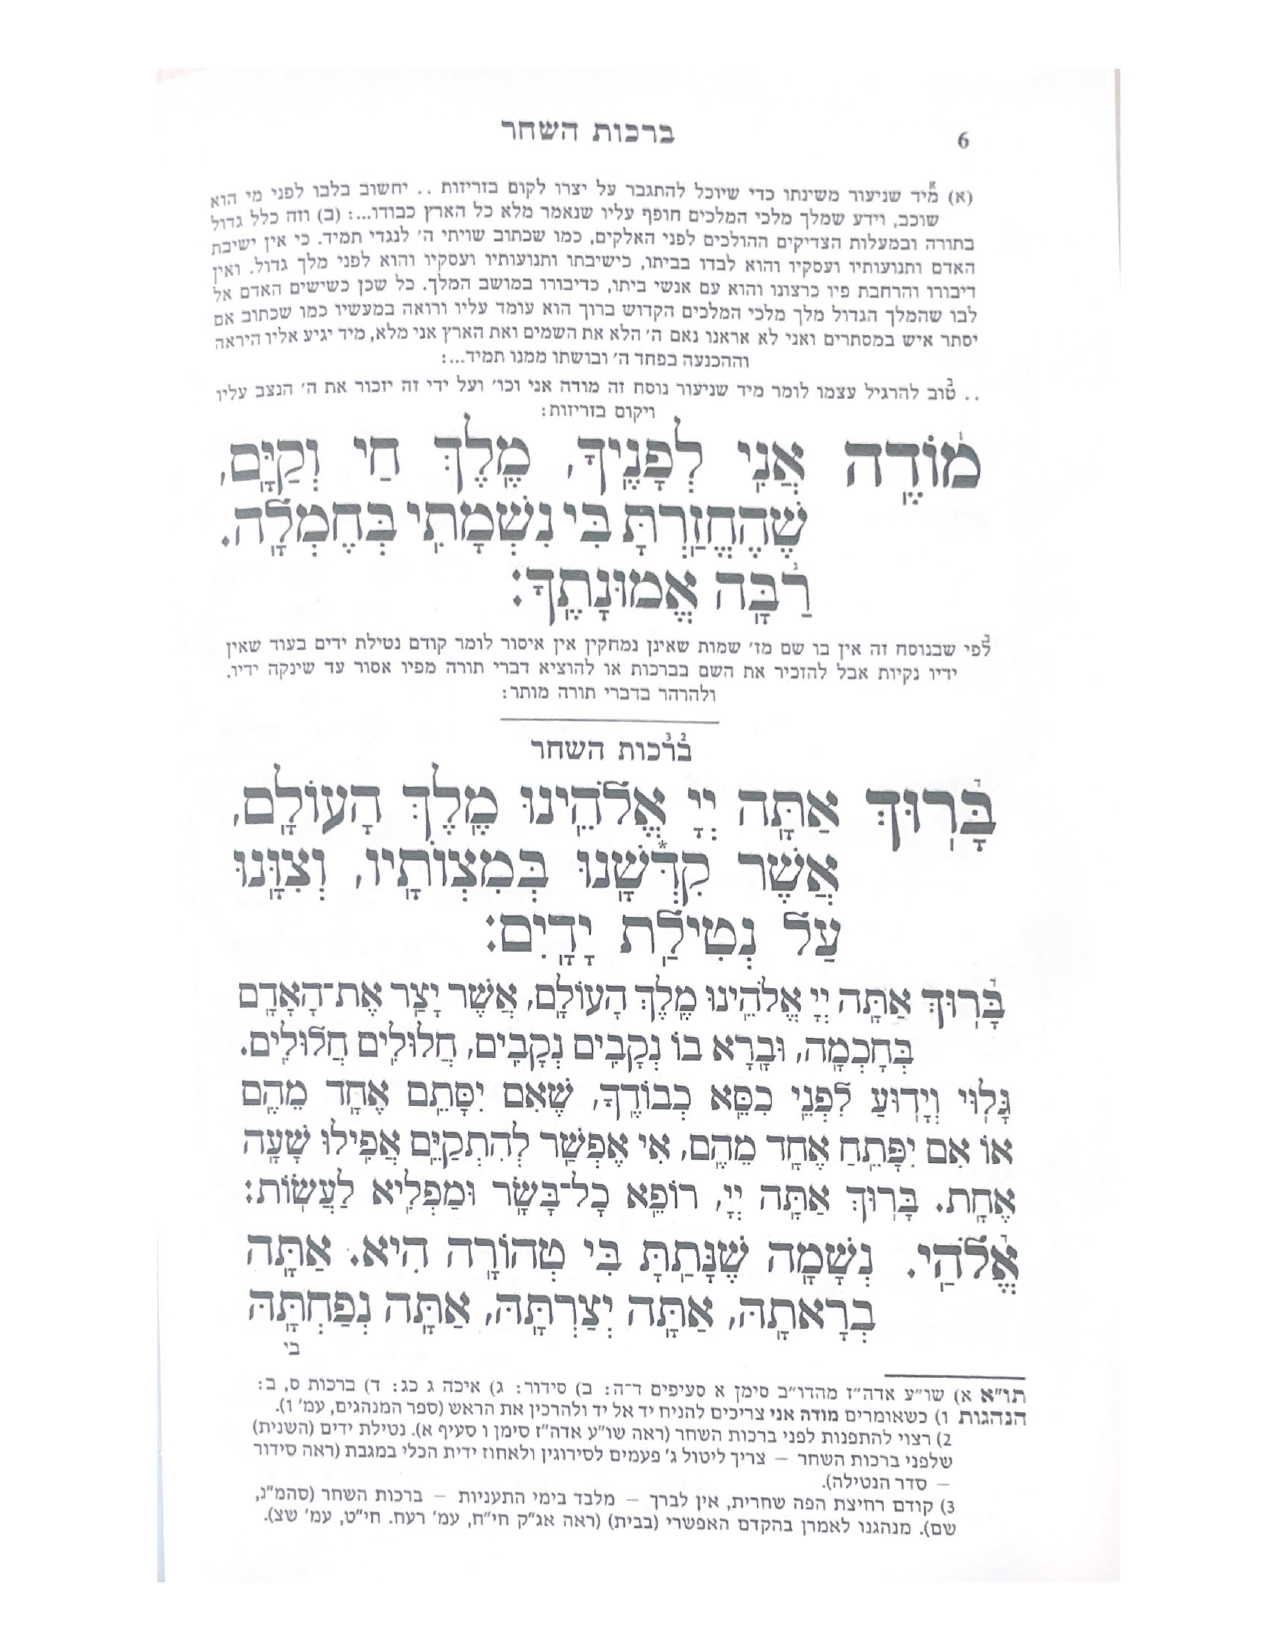 6
ברכות השחר
(א) מיד שניעור משינתו כדי שיוכל להתגבר על יצרו לקום בזריזות .. יחשוב בלבו לפני מי הוא
שוכב, וידע שמלך מלכי המלכים חופף עליו שנאמר מלא כל הארץ כבודו...: (ב) וזה כלל גדול
בתורה ובמעלות הצדיקים ההולכים לפני האלקים, כמו שכתוב שויתי ה׳ לנגדי תמיד. כי אין ישיבת
האדם ותנועותיו ועסקיו והוא לבדו בביתו, כישיבתו ותנועותיו ועסקיו והוא לפני מלך גדול. ואין
דיבורו והרחבת פיו כרצונו והוא עם אנשי ביתו, כדיבורו במושב המלך. כל שכן כשישים האדם אל
לבו שהמלך הגדול מלך מלכי המלכים הקדוש ברוך הוא עומד עליו ורואה במעשיו כמו שכתוב אם
יסתר איש במסתרים ואני לא אראנו נאם ה׳ הלא את השמים ואת הארץ אני מלא, מיד יגיע אליו היראה
וההכנעה בפחד ה׳ ובושתו ממנו תמיד...:
.. טוב להרגיל עצמו לומר מיד שניעור נוסח זה מודה אני וכו׳ ועל ידי זה יזכור את ה׳ הנצב עליו
ויקום בזריזות:
מוֹדֶה אֲנִי לְפָנֶיךָ, מֶלֶךְ חַי וְקַיָּם,
שֶׁהֶחֱזַרְתָּ בִּי נִשְׁמָתִי בְּחֶמְלָה.
רַבָּה אֱמוּנָתֶךָ:
לפי שבנוסח זה אין בו שם מז׳ שמות שאינן נמחקין אין איסור לומר קודם נטילת ידים בעוד שאין
ידיו נקיות אבל להזכיר את השם בברכות או להוציא דברי תורה מפיו אסור עד שינקה ידיו.
ולהרהר בדברי תורה מותר:
ברכות השחר
בָּרוּךְ אַתָּה יְיָ אֱלֹהֵינוּ מֶלֶךְ הָעוֹלָם,
אֲשֶׁר קִדְּשָׁנוּ* בְּמִצְוֹתָיו, וְצִוָּנוּ
עַל נְטִילַת יָדָיִם:
בָּרוּךְ אַתָּה יְיָ אֱלֹהֵינוּ מֶלֶךְ הָעוֹלָם, אֲשֶׁר יָצַר אֶת־הָאָדָם
בְּחָכְמָה, וּבָרָא בוֹ נְקָבִים נְקָבִים, חֲלוּלִים חֲלוּלִים.
גָּלוּי וְיָדוּעַ לִפְנֵי כִסֵּא כְבוֹדֶךָ, שֶׁאִם יִסָּתֵם אֶחָד מֵהֶם
אוֹ אִם יִפָּתֵחַ אֶחָד מֵהֶם, אִי אֶפְשַׁר לְהִתְקַיֵּם אֲפִילוּ שָׁעָה
אֶחָת. בָּרוּךְ אַתָּה יְיָ, רוֹפֵא כָל־בָּשָׂר וּמַפְלִיא לַעֲשׂוֹת:
אֱלֹהַי. נְשָׁמָה שֶׁנָּתַתָּ בִּי טְהוֹרָה הִיא. אַתָּה
בְרָאתָהּ, אַתָּה יְצַרְתָּהּ, אַתָּה נְפַחְתָּהּ
בי
תו״א א) שו״ע אדה״ז מהדו״ב סימן א סעיפים ד־ה: ב) סידור: ג) איכה ג כג: ד) ברכות ס, ב:
הנהגות 1) כשאומרים מודה אני צריכים להניח יד אל יד ולהרכין את הראש (ספר המנהגים, עמ׳ 1).
2) רצוי להתפנות לפני ברכות השחר (ראה שו״ע אדה״ז סימן ו סעיף א). נטילת ידים (השנית)
שלפני ברכות השחר – צריך ליטול ג׳ פעמים לסירוגין ולאחוז ידית הכלי במגבת (ראה סידור
– סדר הנטילה).
3) קודם רחיצת הפה שחרית, אין לברך – מלבד בימי התעניות – ברכות השחר (סהמ״נ,
שם). מנהגנו לאמרן בהקדם האפשרי (בבית) (ראה אג״ק חי״ח, עמ׳ רעח. חי״ט, עמ׳ שצ).